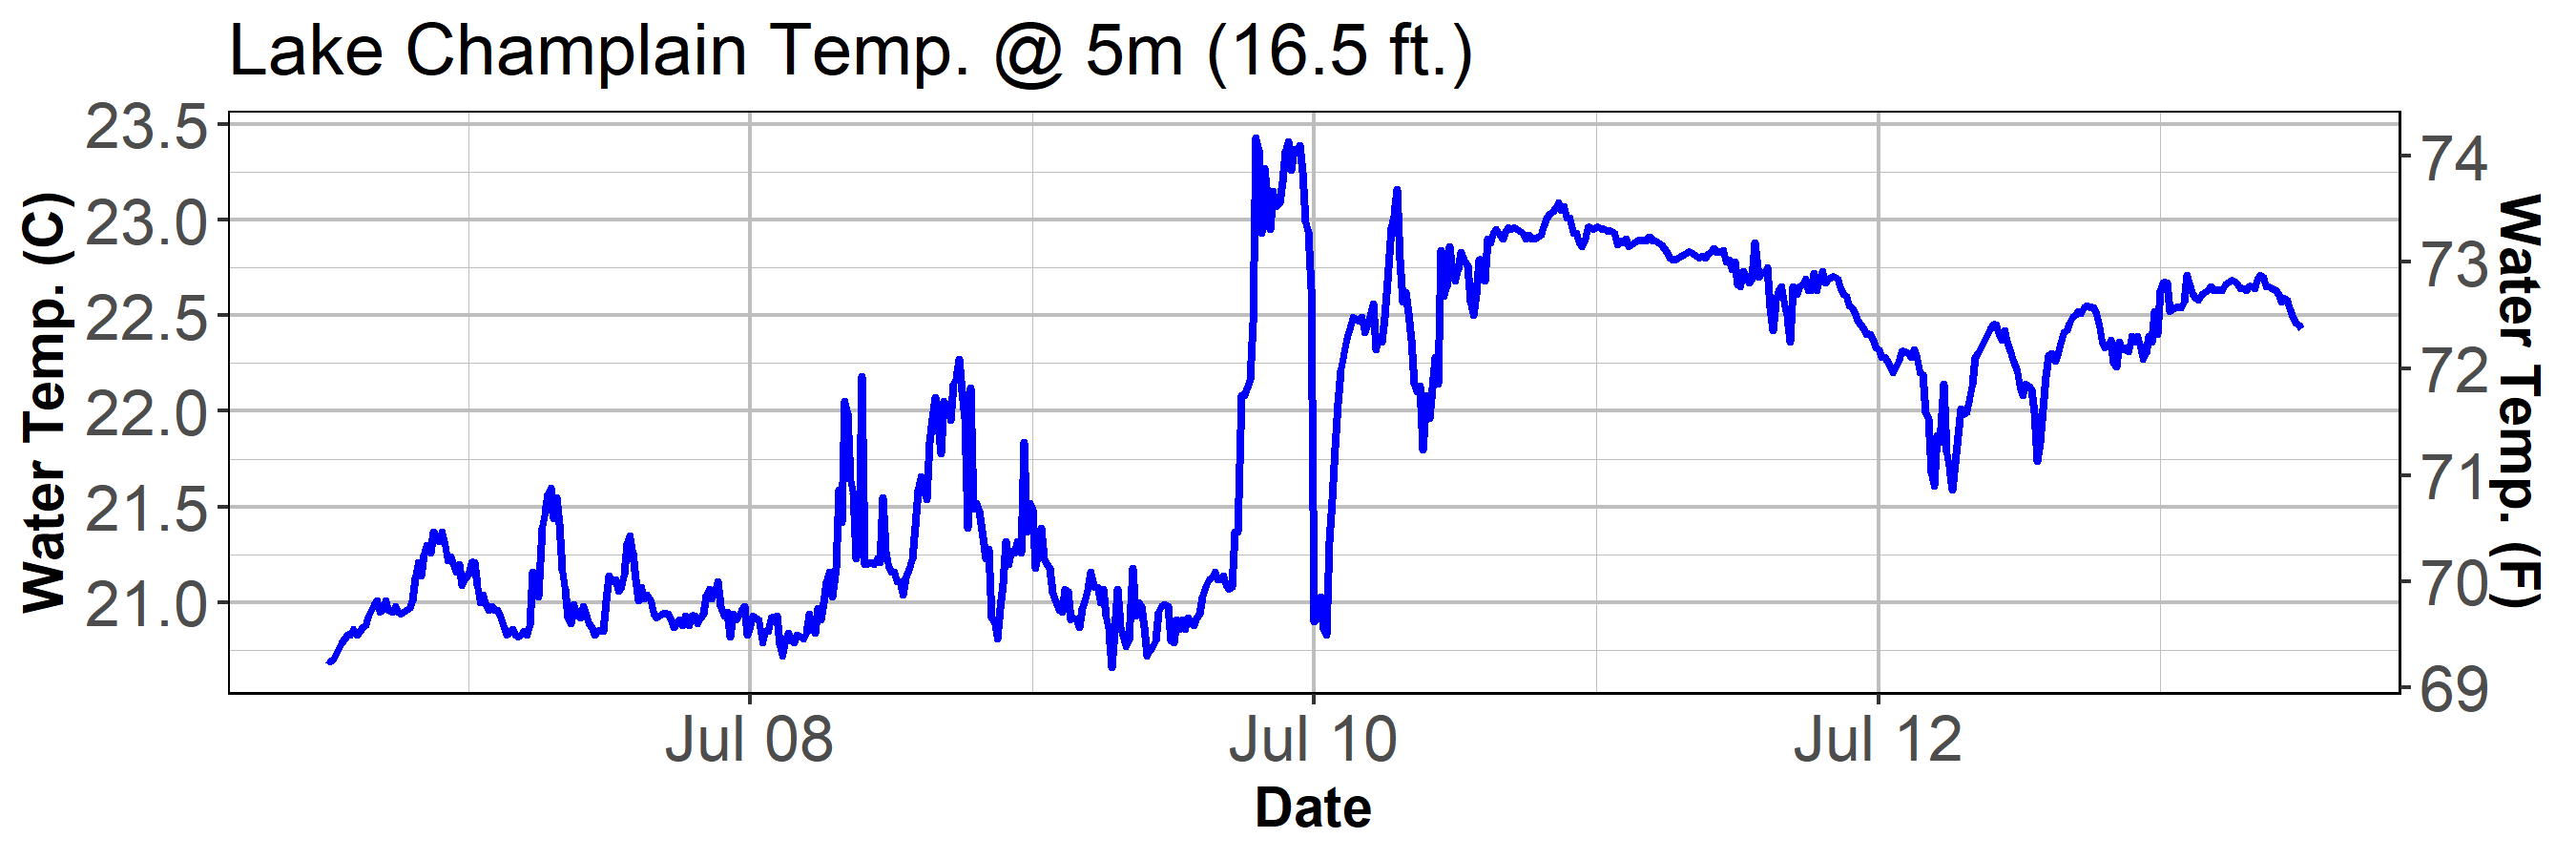 Lake Champlain Temp. @ 5m (16.5 ft.)
Water Temp. (C)
23.5
23.0
22.5
22.0
21.5
21.0
74
73
72
71
70
69
Water Temp. (F)
Jul 08
Jul 10
Jul 12
Date